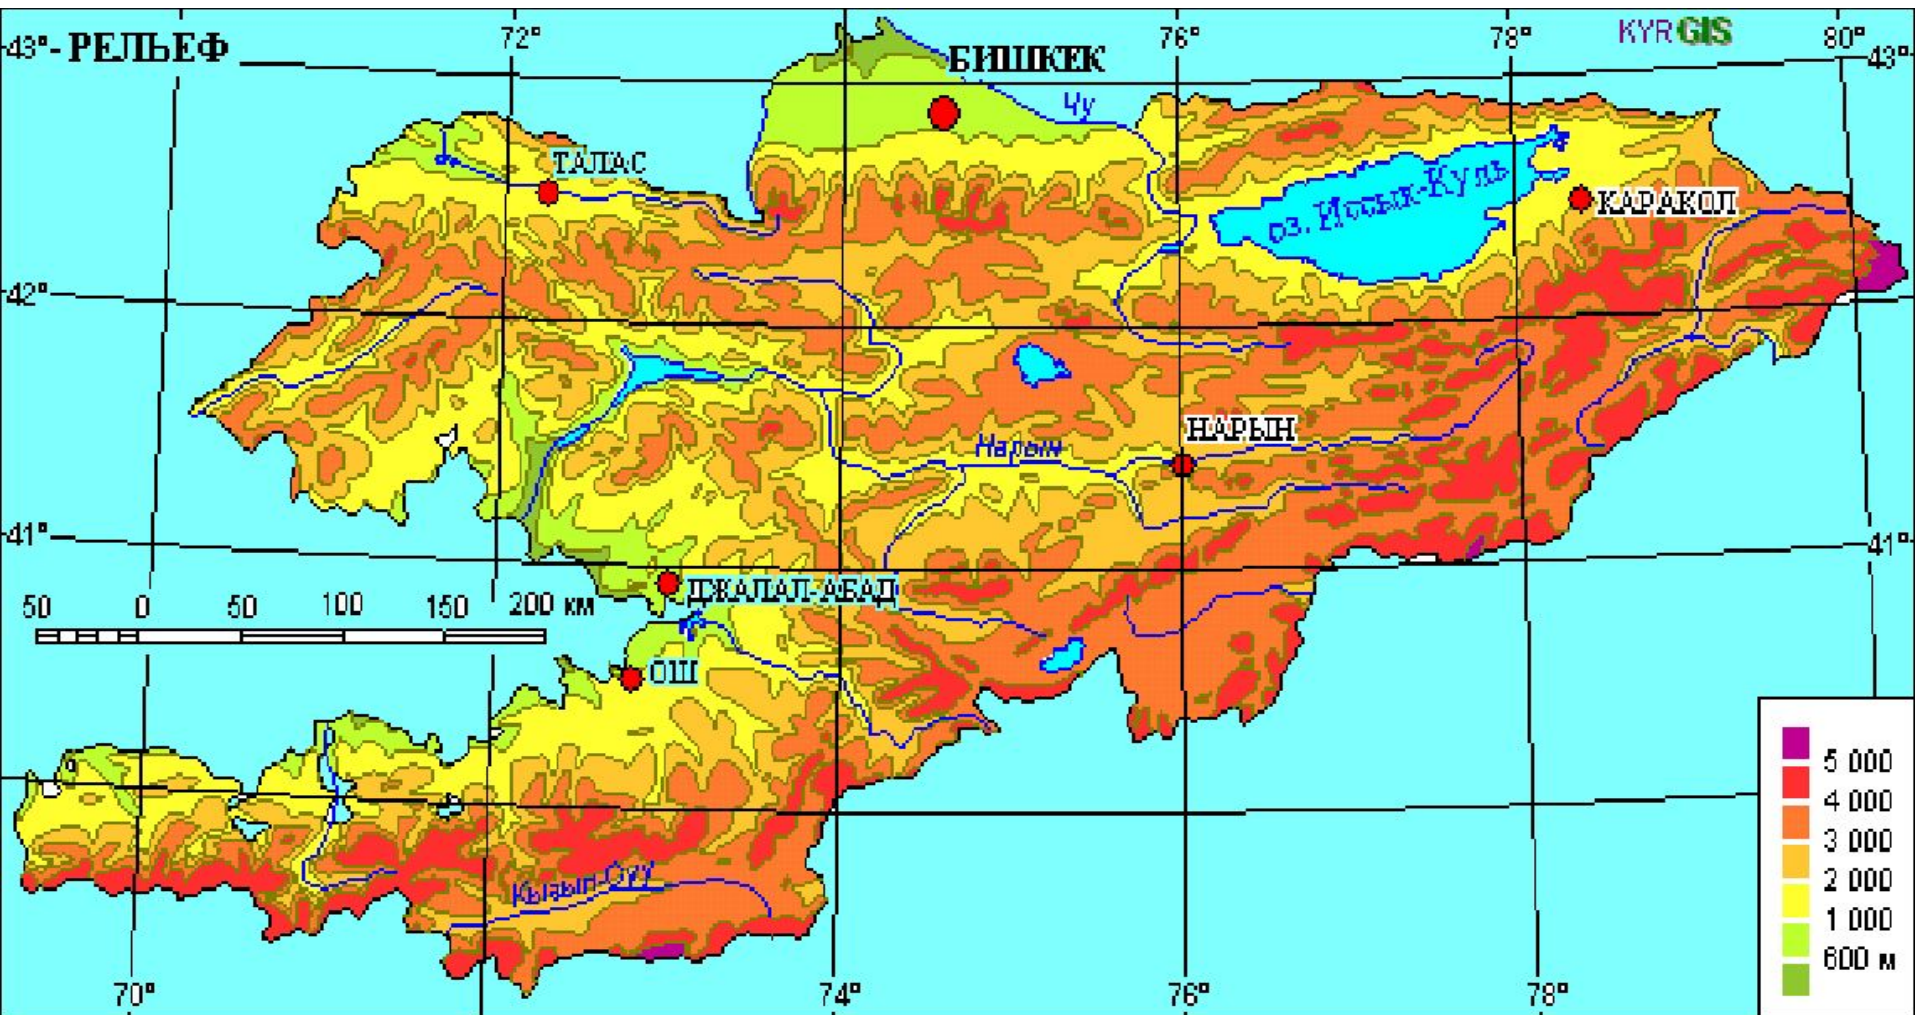 72° 76° 78° KYRGIS 80°
43°- РЕЛЬЕФ БИШКЕК 43°
Чу
ТАЛАС
оз. Иссык-Куль
КАРАКОЛ
42°
НАРЫН
Нарын
41° 41°
ДЖАЛАЛ-АБАД
50 0 50 100 150 200 км
ОШ
5 000
4 000
3 000
2 000
1 000
600 м
Кызыл-Суу
70° 74° 76° 78°